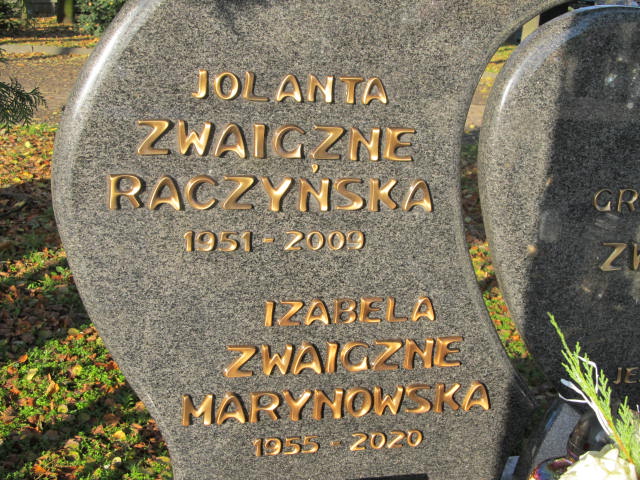 JOLANTA
ZWAIGZNE
RACZYŃSKA
1951 - 2009
IZABELA
ZWAIGZNE
MARYNOWSKA
1955 - 2020